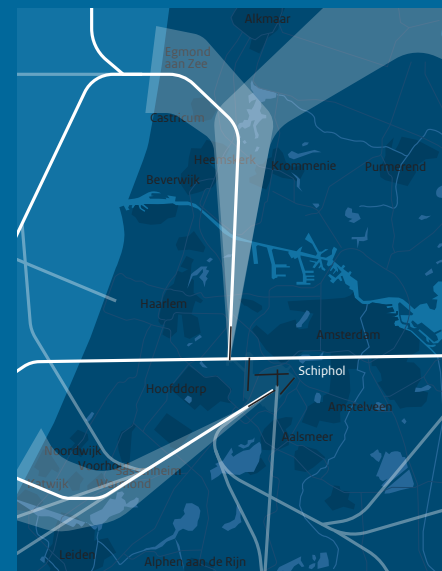 Alkmaar
Egmond
aan Zee
Castricum
Heemskerk
Krommenie
Purmerend
Beverwijk
Haarlem
Amsterdam
Schiphol
Hoofddorp
Amstelveen
Aalsmeer
Noordwijk
Leiden
Alphen aan de Rijn